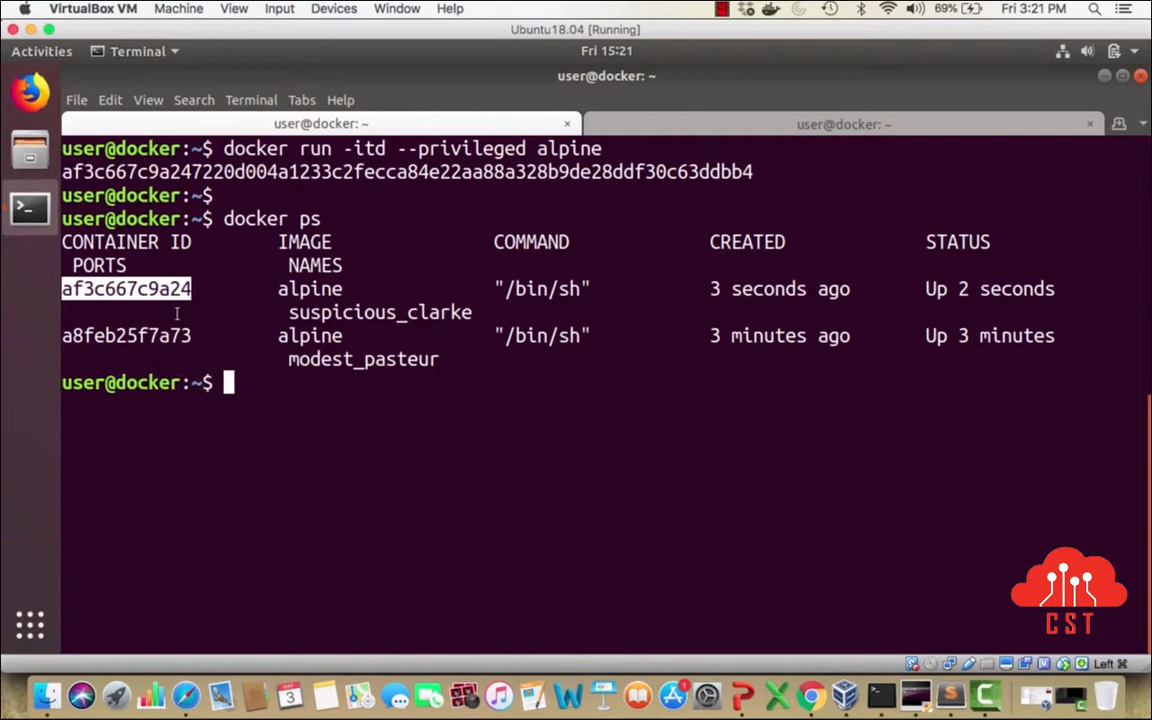 VirtualBox VM Machine View Input Devices Window Help 69% Fri 3:21 PM
Ubuntu18.04 [Running]
Activities Terminal Fri 15:21
user@docker: ~
File Edit View Search Terminal Tabs Help
user@docker: ~ × user@docker: ~ ×
user@docker:~$ docker run -itd --privileged alpine
af3c667c9a247220d004a1233c2fecca84e22aa88a328b9de28ddf30c63ddbb4
user@docker:~$
user@docker:~$ docker ps
CONTAINER ID IMAGE COMMAND CREATED STATUS
PORTS NAMES
af3c667c9a24 alpine "/bin/sh" 3 seconds ago Up 2 seconds
suspicious_clarke
a8feb25f7a73 alpine "/bin/sh" 3 minutes ago Up 3 minutes
modest_pasteur
user@docker:~$
CST
Left ⌘
3